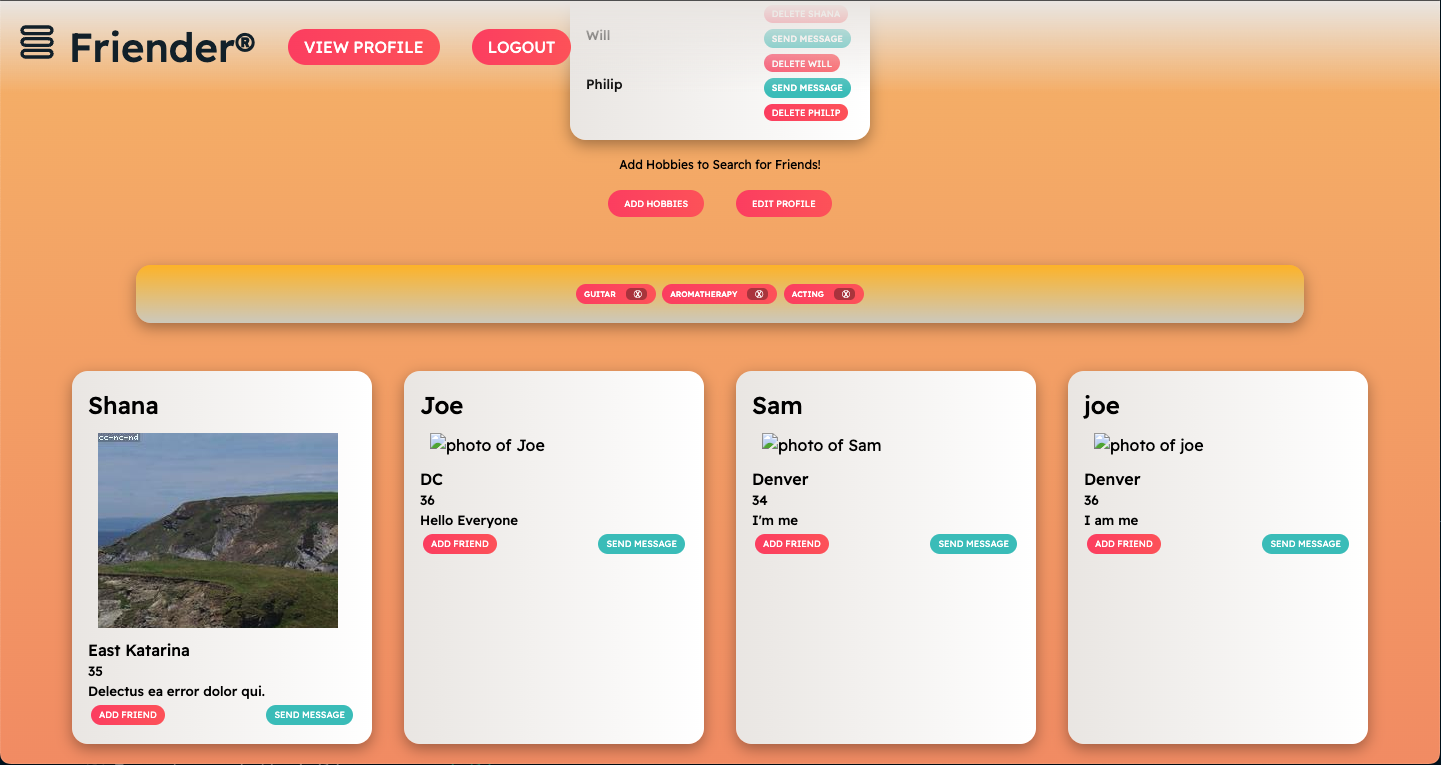 DELETE SHANA
Will
SEND MESSAGE
Friender®
VIEW PROFILE
LOGOUT
DELETE WILL
Philip
SEND MESSAGE
DELETE PHILIP
Add Hobbies to Search for Friends!
ADD HOBBIES
EDIT PROFILE
GUITAR Ⓧ
AROMATHERAPY Ⓧ
ACTING Ⓧ
Shana
cc-nc-nd
East Katarina
35
Delectus ea error dolor qui.
ADD FRIEND
SEND MESSAGE
Joe
photo of Joe
DC
36
Hello Everyone
ADD FRIEND
SEND MESSAGE
Sam
photo of Sam
Denver
34
I'm me
ADD FRIEND
SEND MESSAGE
joe
photo of joe
Denver
36
I am me
ADD FRIEND
SEND MESSAGE